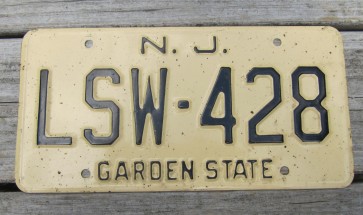 N. J.
LSW-428
GARDEN STATE